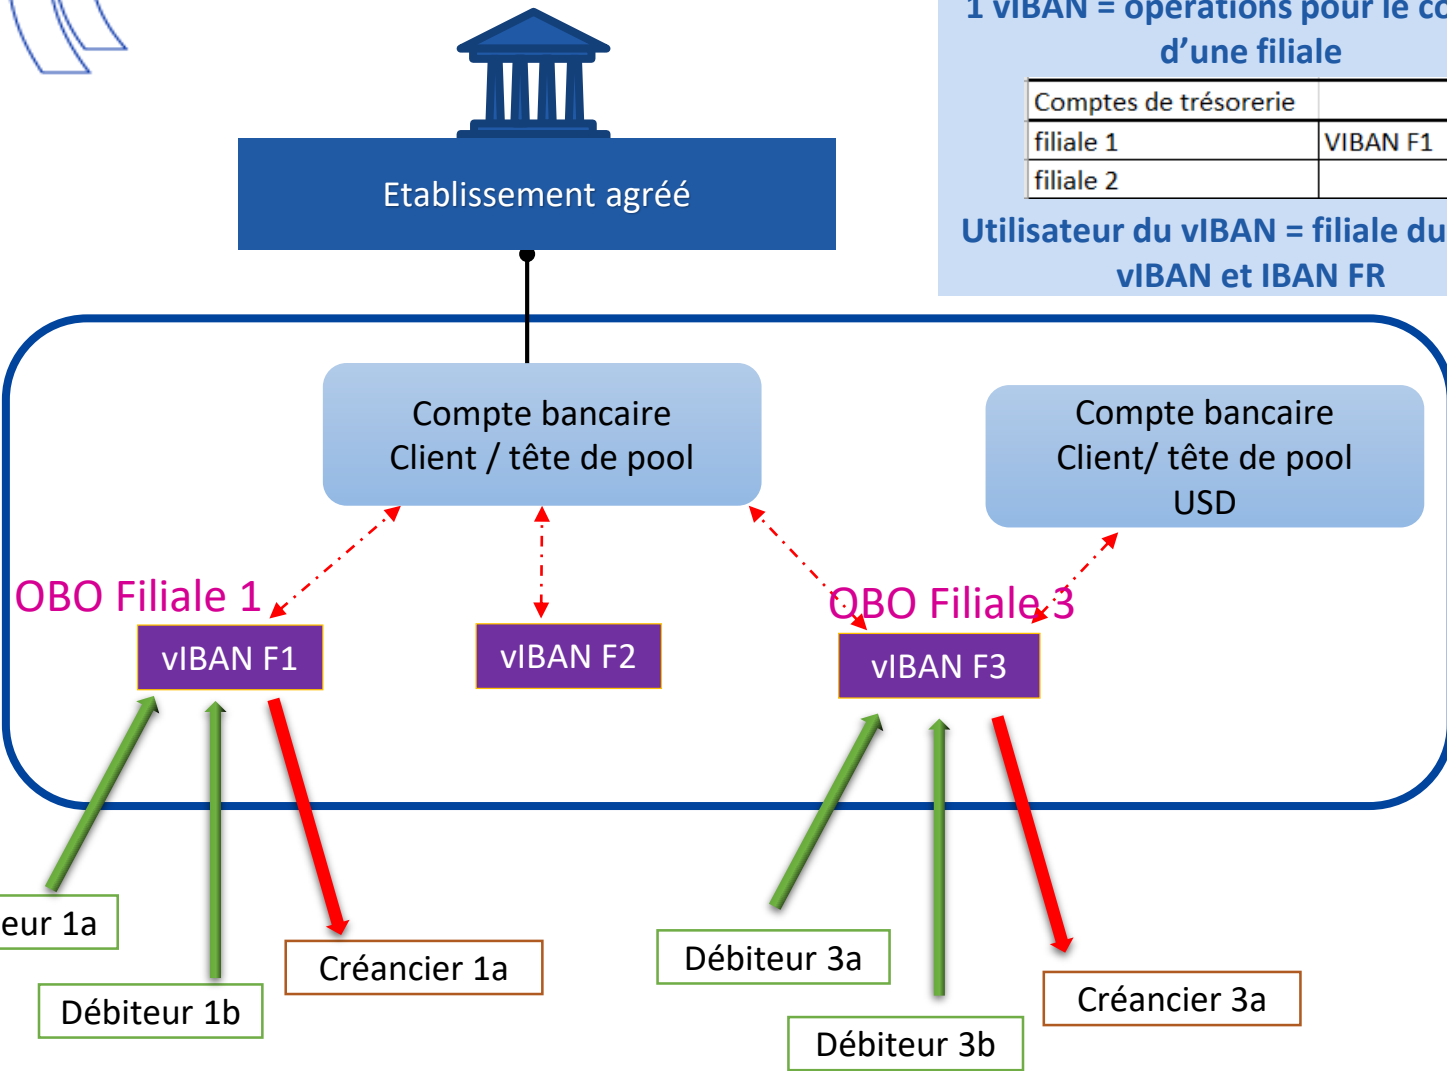 1 vIBAN = opérations pour le
d'une filiale
Comptes de trésorerie
filiale 1 VIBAN F1
filiale 2
Utilisateur du vIBAN = filiale du
vIBAN et IBAN FR
Etablissement agréé
Compte bancaire
Client / tête de pool
Compte bancaire
Client/ tête de pool
USD
OBO Filiale 1
OBO Filiale 3
vIBAN F1
vIBAN F2
vIBAN F3
eur 1a
Débiteur 1b
Créancier 1a
Débiteur 3a
Débiteur 3b
Créancier 3a